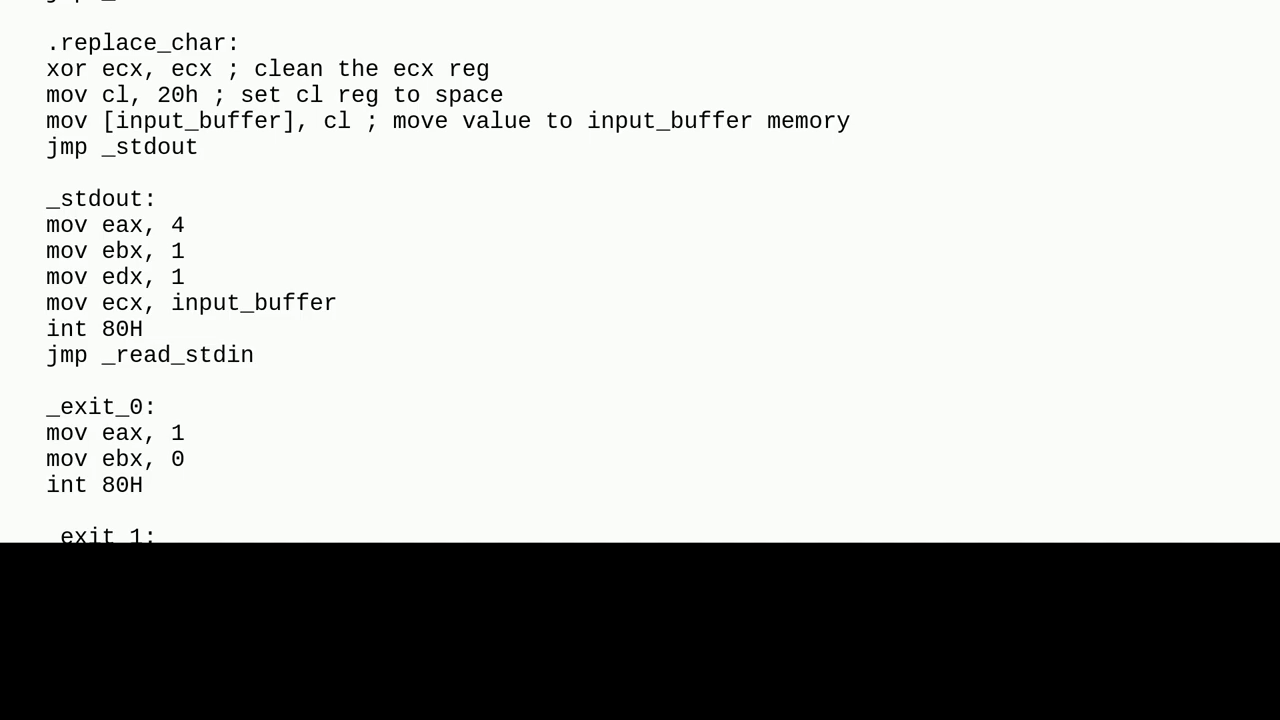 .replace_char:
xor ecx, ecx ; clean the ecx reg
mov cl, 20h ; set cl reg to space
mov [input_buffer], cl ; move value to input_buffer memory
jmp _stdout
_stdout:
mov eax, 4
mov ebx, 1
mov edx, 1
mov ecx, input_buffer
int 80H
jmp _read_stdin
_exit_0:
mov eax, 1
mov ebx, 0
int 80H
exit 1: